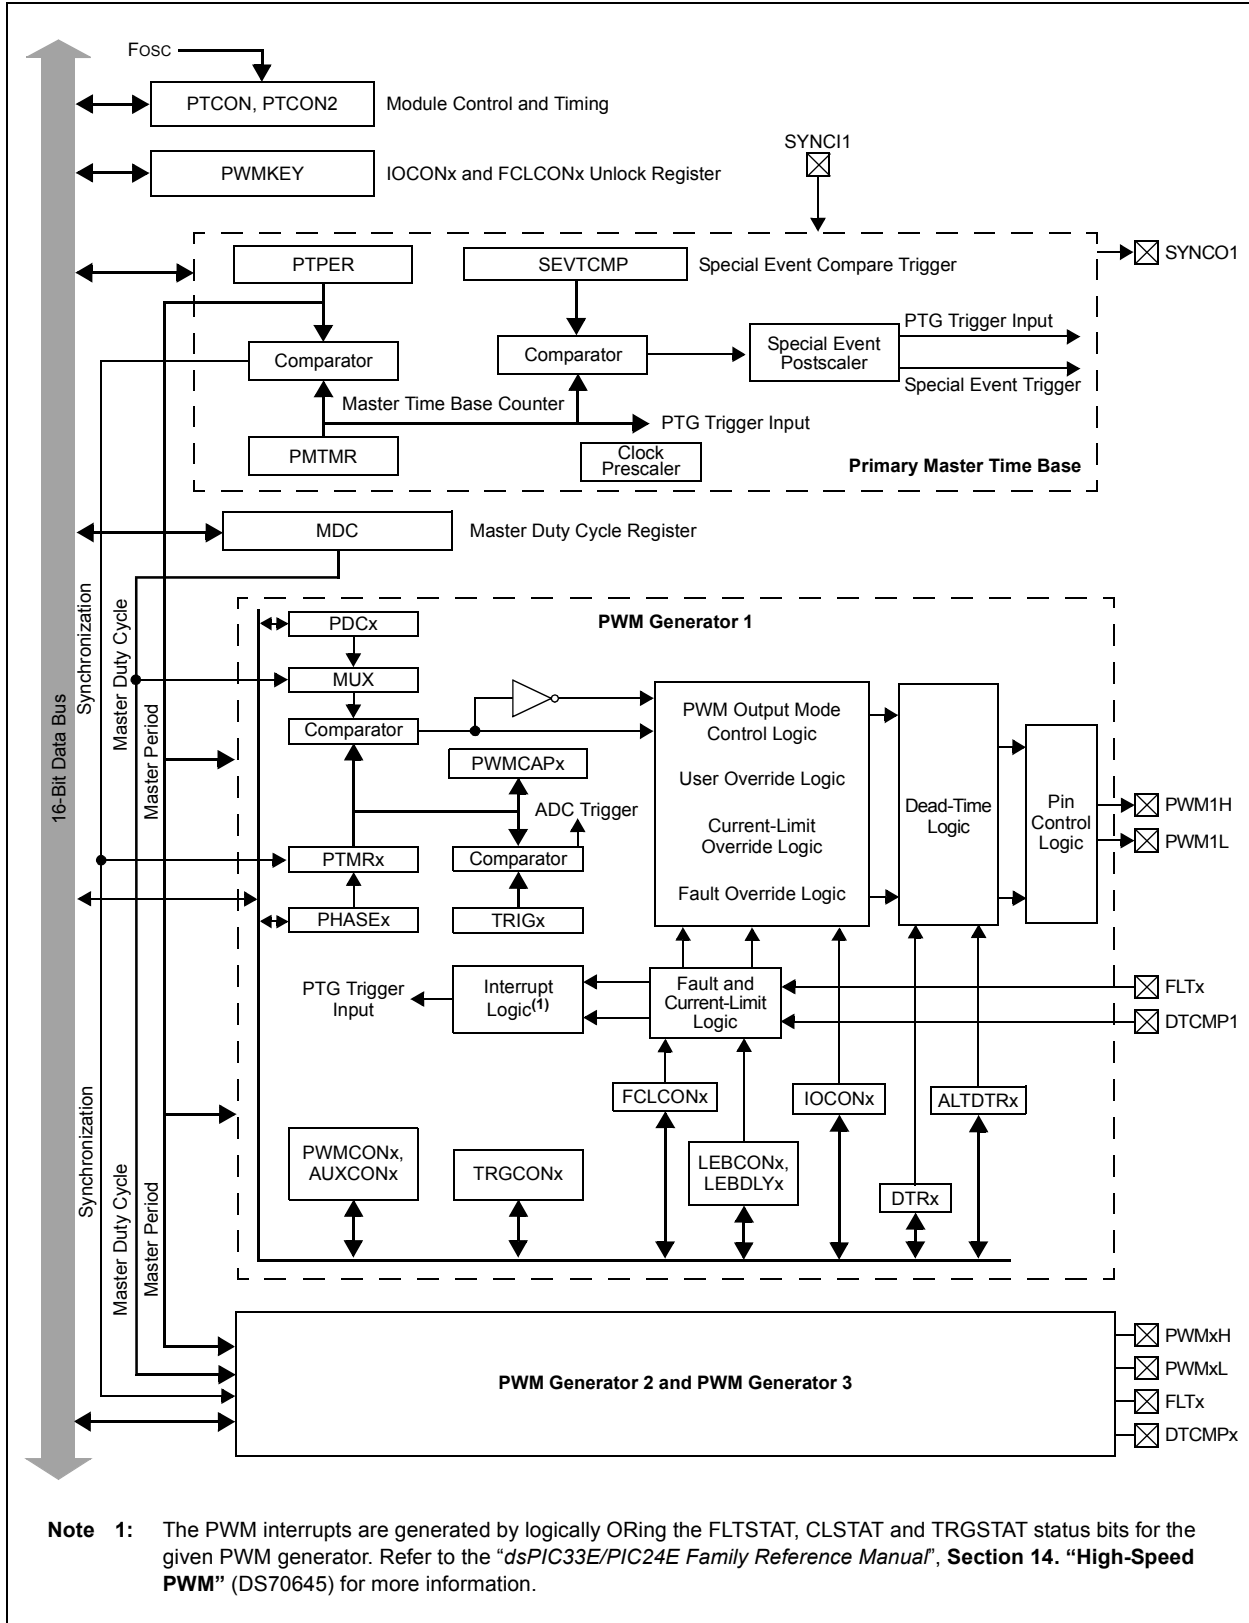 Fosc
PTCON, PTCON2
Module Control and Timing
SYNCI1
PWMKEY
IOCONx and FCLCONx Unlock Register
SYNCO1
PTPER
SEVTCMP
Special Event Compare Trigger
PTG Trigger Input
Comparator
Comparator
Special Event
Postscaler
Special Event Trigger
Master Time Base Counter
PTG Trigger Input
PMTMR
Clock
Prescaler
Primary Master Time Base
MDC
Master Duty Cycle Register
16-Bit Data Bus
Synchronization
Master Duty Cycle
Master Period
PWM Generator 1
PDCx
MUX
Comparator
PWMCAPx
ADC Trigger
PTMRx
Comparator
PHASEx
TRIGx
PWM Output Mode
Control Logic
User Override Logic
Current-Limit
Override Logic
Fault Override Logic
Dead-Time
Logic
Pin
Control
Logic
PWM1H
PWM1L
PTG Trigger
Input
Interrupt
Logic(1)
Fault and
Current-Limit
Logic
FLTx
DTCMP1
FCLCONx
IOCONx
ALTDTRx
PWMCONx,
AUXCONx
TRGCONx
LEBCONx,
LEBDLYx
DTRx
Synchronization
Master Duty Cycle
Master Period
PWM Generator 2 and PWM Generator 3
PWMxH
PWMxL
FLTx
DTCMPx
Note 1: The PWM interrupts are generated by logically ORing the FLTSTAT, CLSTAT and TRGSTAT status bits for the
given PWM generator. Refer to the “dsPIC33E/PIC24E Family Reference Manual”, Section 14. “High-Speed
PWM” (DS70645) for more information.